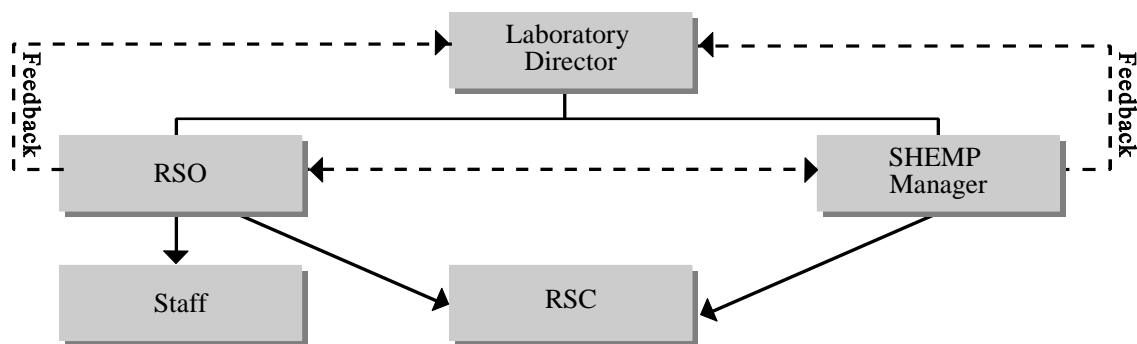 Laboratory
Director
Feedback
Feedback
RSO
SHEMP
Manager
Staff
RSC